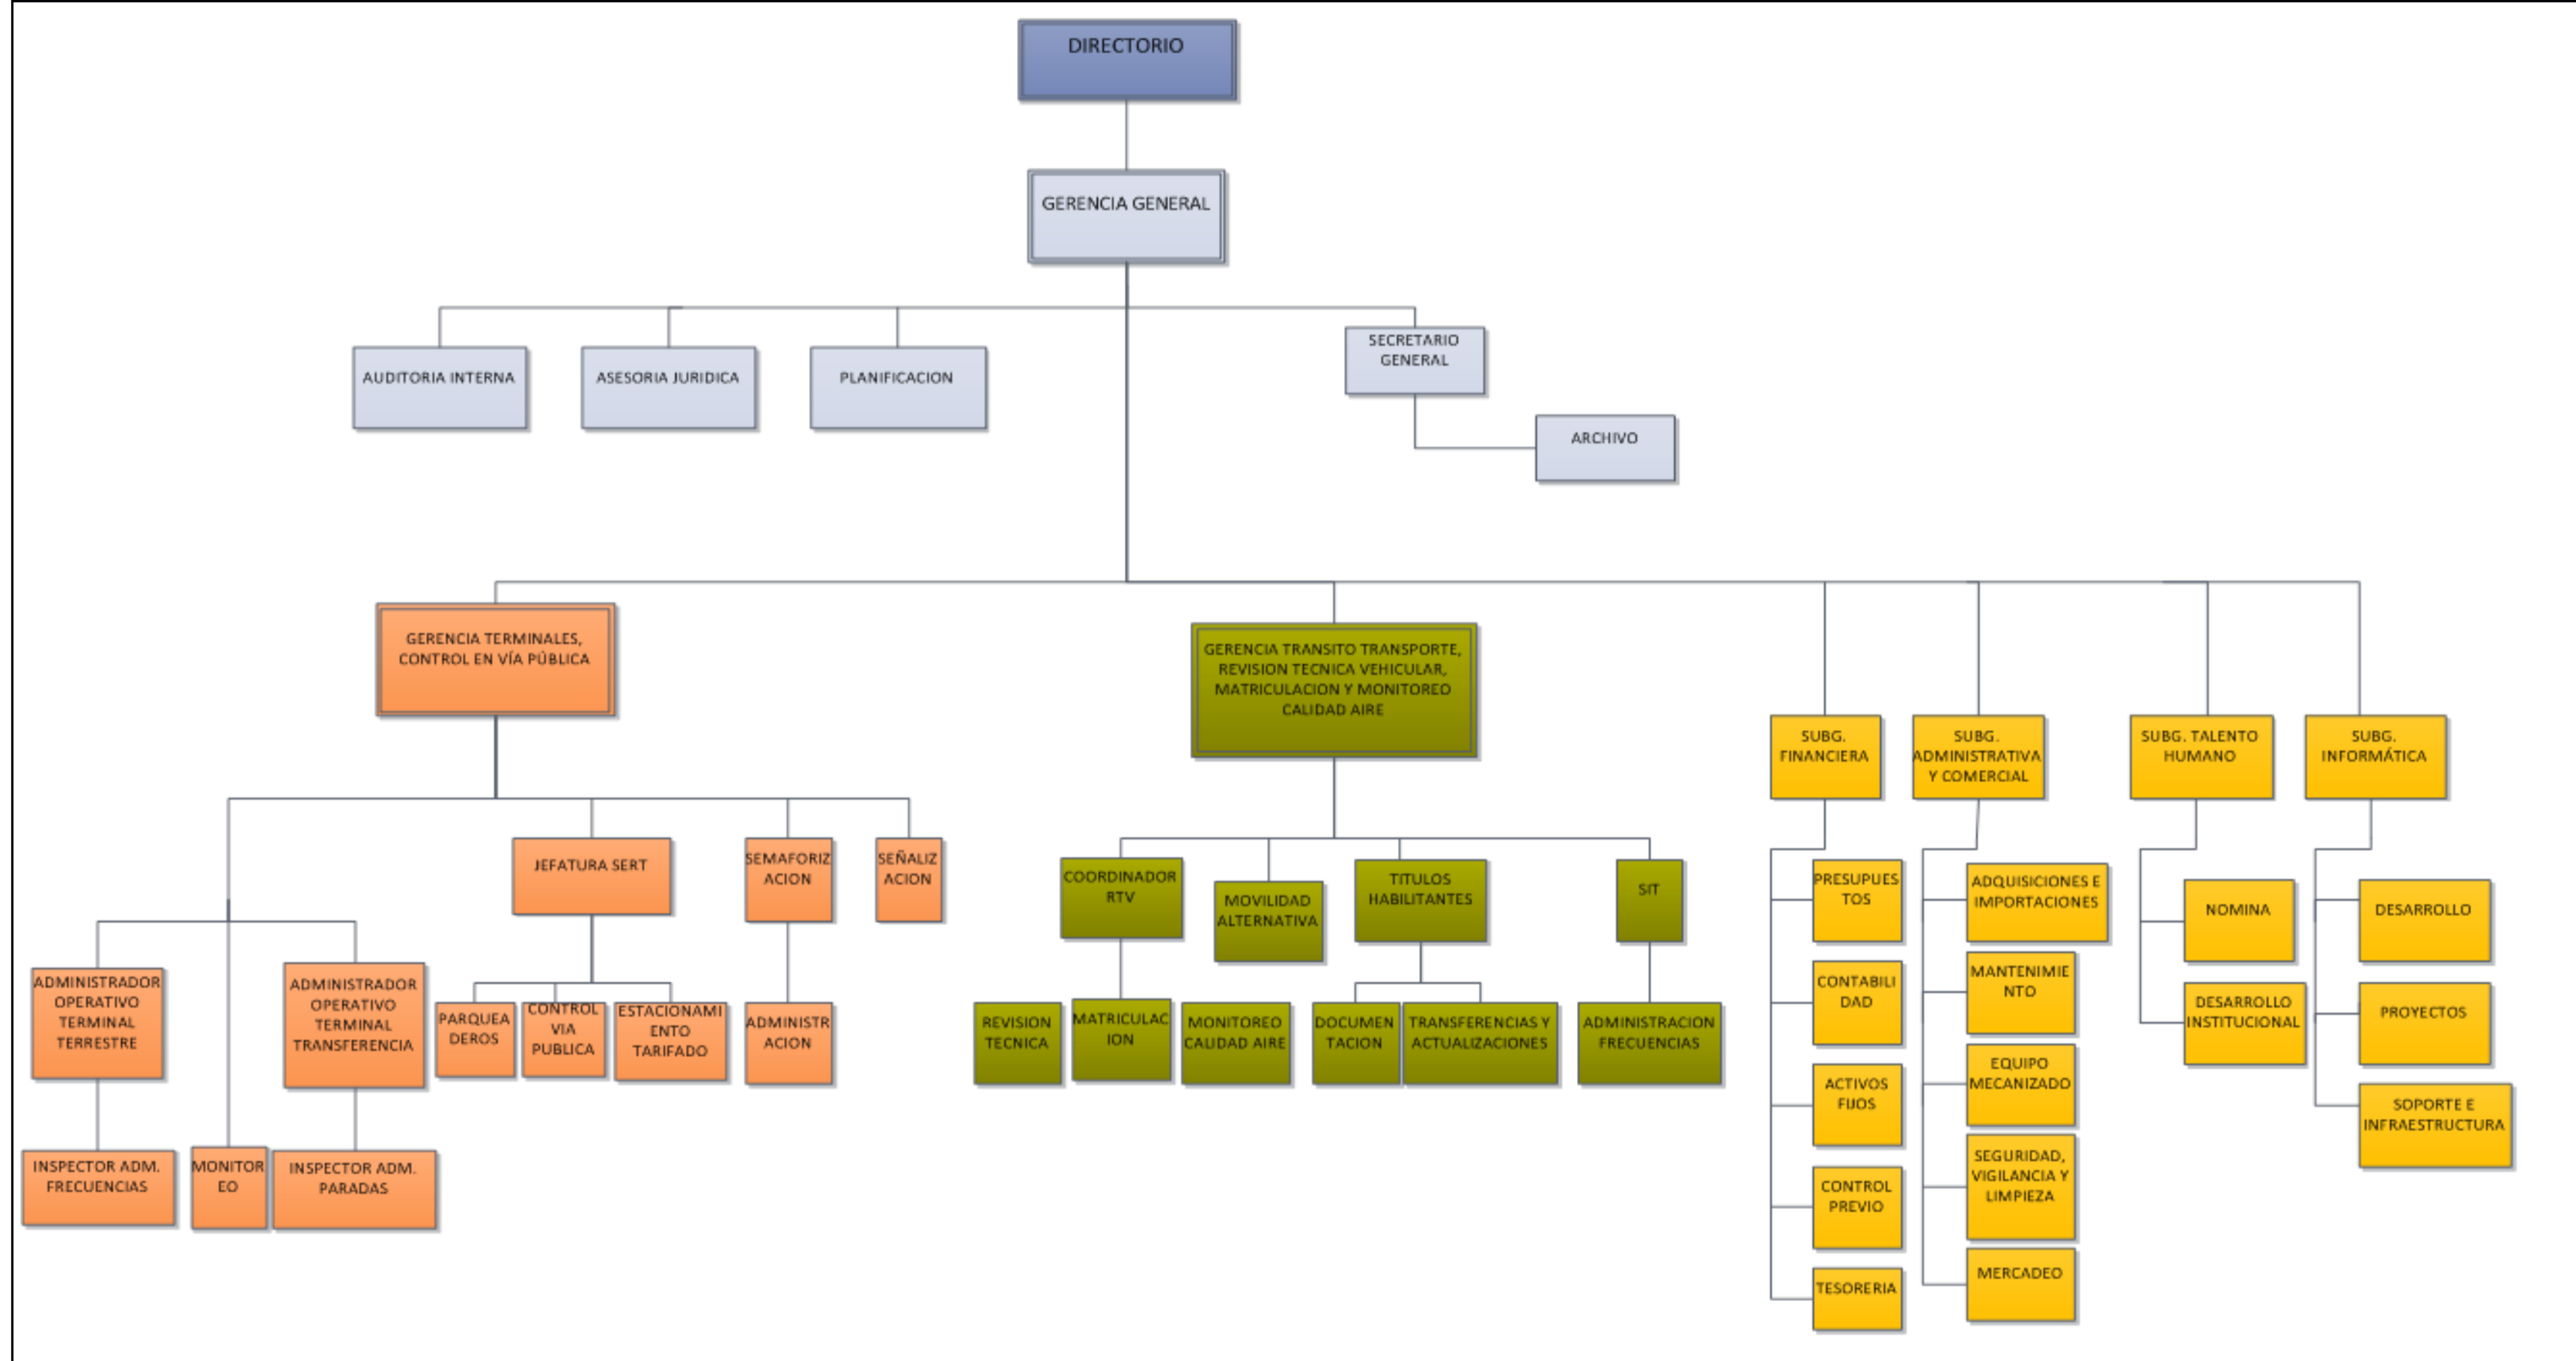 DIRECTORIO
GERENCIA GENERAL
AUDITORIA INTERNA
ASESORIA JURIDICA
PLANIFICACION
SECRETARIO
GENERAL
ARCHIVO
GERENCIA TERMINALES,
CONTROL EN VÍA PÚBLICA
GERENCIA TRANSITO TRANSPORTE,
REVISION TECNICA VEHICULAR,
MATRICULACION Y MONITOREO
CALIDAD AIRE
SUBG.
FINANCIERA
SUBG.
ADMINISTRATIVA
Y COMERCIAL
SUBG. TALENTO
HUMANO
SUBG.
INFORMÁTICA
JEFATURA SERT
SEMAFORIZ
ACION
SEÑALIZ
ACION
COORDINADOR
RTV
MOVILIDAD
ALTERNATIVA
TITULOS
HABILITANTES
SIT
ADMINISTRADOR
OPERATIVO
TERMINAL
TERRESTRE
ADMINISTRADOR
OPERATIVO
TERMINAL
TRANSFERENCIA
PARQUEA
DEROS
CONTROL
VIA
PUBLICA
ESTACIONAMI
ENTO
TARIFADO
ADMINISTR
ACION
REVISION
TECNICA
MATRICULAC
ION
MONITOREO
CALIDAD AIRE
DOCUMEN
TACION
TRANSFERENCIAS Y
ACTUALIZACIONES
ADMINISTRACION
FRECUENCIAS
INSPECTOR ADM.
FRECUENCIAS
MONITOR
EO
INSPECTOR ADM.
PARADAS
PRESUPUES
TOS
CONTABILI
DAD
ACTIVOS
FIJOS
CONTROL
PREVIO
TESORERIA
ADQUISICIONES E
IMPORTACIONES
MANTENIMIE
NTO
EQUIPO
MECANIZADO
SEGURIDAD,
VIGILANCIA Y
LIMPIEZA
MERCADEO
NOMINA
DESARROLLO
INSTITUCIONAL
DESARROLLO
PROYECTOS
SOPORTE E
INFRAESTRUCTURA